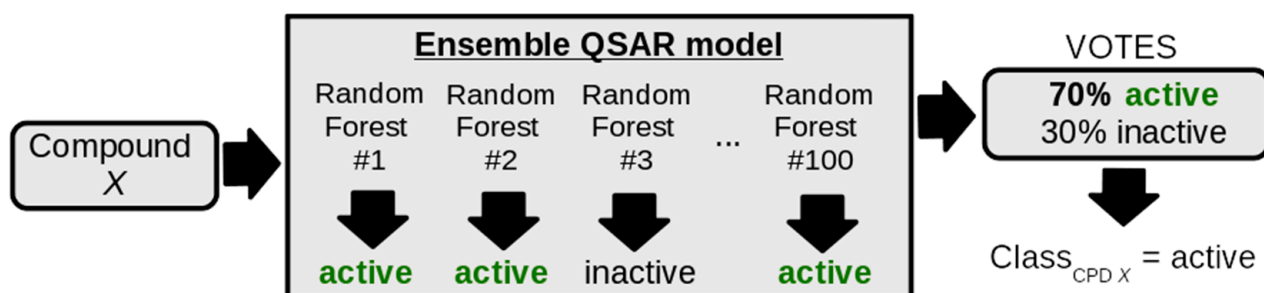 Ensemble QSAR model
Random Forest #1
Random Forest #2
Random Forest #3
...
Random Forest #100
Compound X
active
active
inactive
active
VOTES
70% active
30% inactive
Class CPD X = active